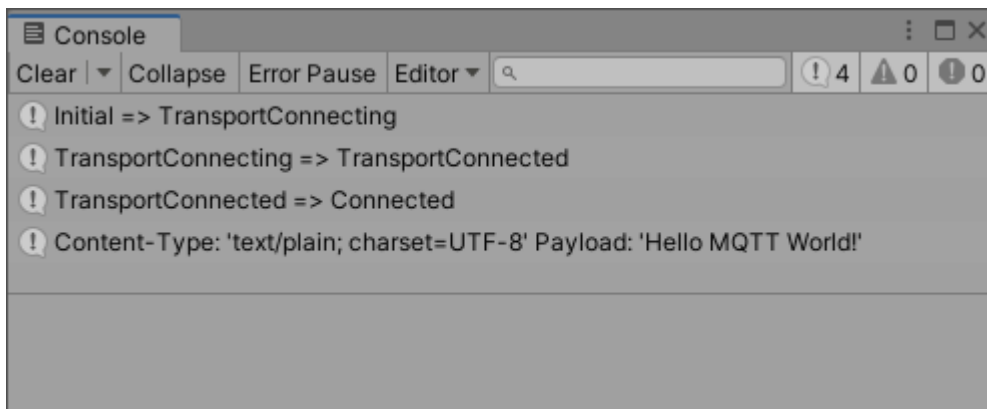 Console
Clear Collapse Error Pause Editor 4 0 0
Initial => TransportConnecting
TransportConnecting => TransportConnected
TransportConnected => Connected
Content-Type: 'text/plain; charset=UTF-8' Payload: 'Hello MQTT World!'